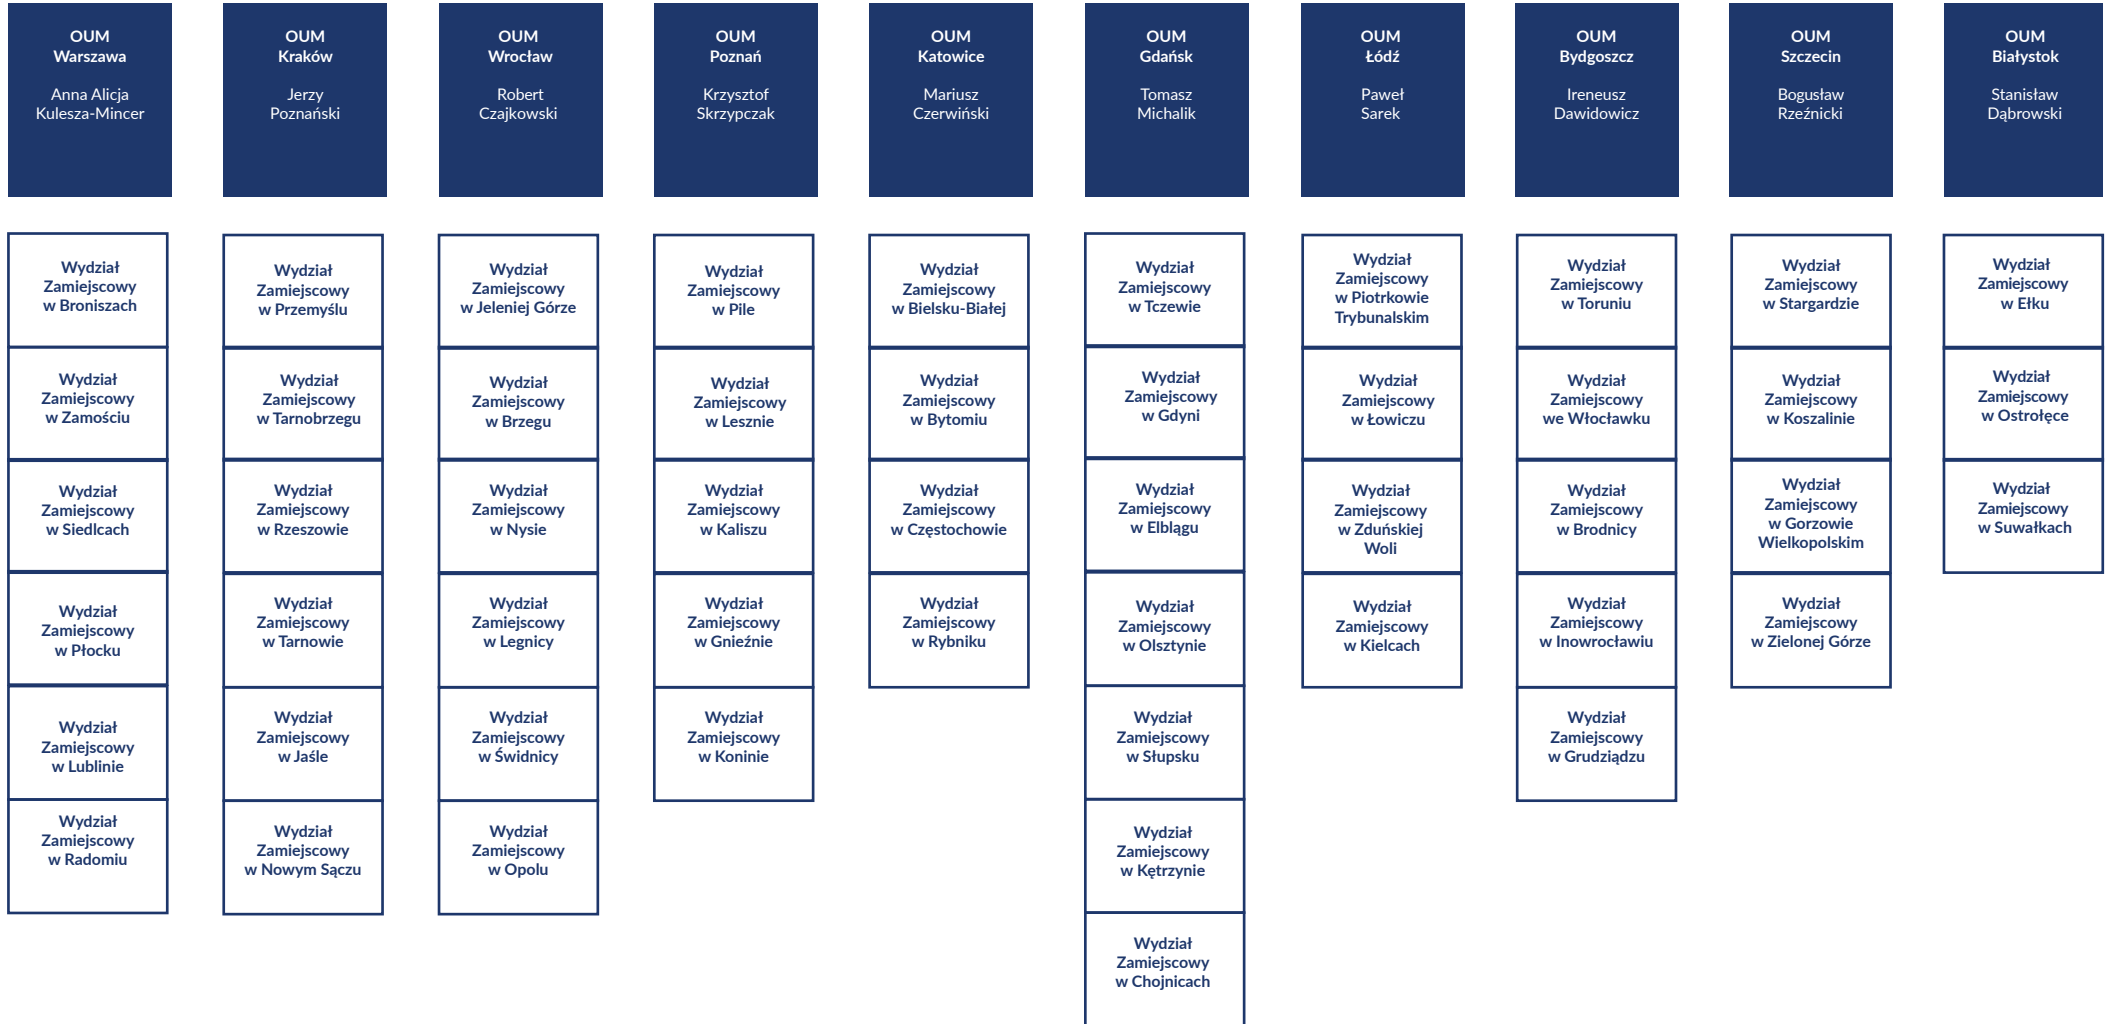 OUM
Warszawa
Anna Alicja
Kulesza-Mincer
Wydział
Zamiejscowy
w Broniszach
Wydział
Zamiejscowy
w Zamościu
Wydział
Zamiejscowy
w Siedlcach
Wydział
Zamiejscowy
w Płocku
Wydział
Zamiejscowy
w Lublinie
Wydział
Zamiejscowy
w Radomiu
OUM
Kraków
Jerzy
Poznański
Wydział
Zamiejscowy
w Przemyślu
Wydział
Zamiejscowy
w Tarnobrzegu
Wydział
Zamiejscowy
w Rzeszowie
Wydział
Zamiejscowy
w Tarnowie
Wydział
Zamiejscowy
w Jaśle
Wydział
Zamiejscowy
w Nowym Sączu
OUM
Wrocław
Robert
Czajkowski
Wydział
Zamiejscowy
w Jeleniej Górze
Wydział
Zamiejscowy
w Brzegu
Wydział
Zamiejscowy
w Nysie
Wydział
Zamiejscowy
w Legnicy
Wydział
Zamiejscowy
w Świdnicy
Wydział
Zamiejscowy
w Opolu
OUM
Poznań
Krzysztof
Skrzypczak
Wydział
Zamiejscowy
w Pile
Wydział
Zamiejscowy
w Lesznie
Wydział
Zamiejscowy
w Kaliszu
Wydział
Zamiejscowy
w Gnieźnie
Wydział
Zamiejscowy
w Koninie
OUM
Katowice
Mariusz
Czerwiński
Wydział
Zamiejscowy
w Bielsku-Białej
Wydział
Zamiejscowy
w Bytomiu
Wydział
Zamiejscowy
w Częstochowie
Wydział
Zamiejscowy
w Rybniku
OUM
Gdańsk
Tomasz
Michalik
Wydział
Zamiejscowy
w Tczewie
Wydział
Zamiejscowy
w Gdyni
Wydział
Zamiejscowy
w Elblągu
Wydział
Zamiejscowy
w Olsztynie
Wydział
Zamiejscowy
w Słupsku
Wydział
Zamiejscowy
w Kętrzynie
Wydział
Zamiejscowy
w Chojnicach
OUM
Łódź
Paweł
Sarek
Wydział
Zamiejscowy
w Piotrkowie
Trybunalskim
Wydział
Zamiejscowy
w Łowiczu
Wydział
Zamiejscowy
w Zduńskiej
Woli
Wydział
Zamiejscowy
w Kielcach
OUM
Bydgoszcz
Ireneusz
Dawidowicz
Wydział
Zamiejscowy
w Toruniu
Wydział
Zamiejscowy
we Włocławku
Wydział
Zamiejscowy
w Brodnicy
Wydział
Zamiejscowy
w Inowrocławiu
Wydział
Zamiejscowy
w Grudziądzu
OUM
Szczecin
Bogusław
Rzeźnicki
Wydział
Zamiejscowy
w Stargardzie
Wydział
Zamiejscowy
w Koszalinie
Wydział
Zamiejscowy
w Gorzowie
Wielkopolskim
Wydział
Zamiejscowy
w Zielonej Górze
OUM
Białystok
Stanisław
Dąbrowski
Wydział
Zamiejscowy
w Ełku
Wydział
Zamiejscowy
w Ostrołęce
Wydział
Zamiejscowy
w Suwałkach